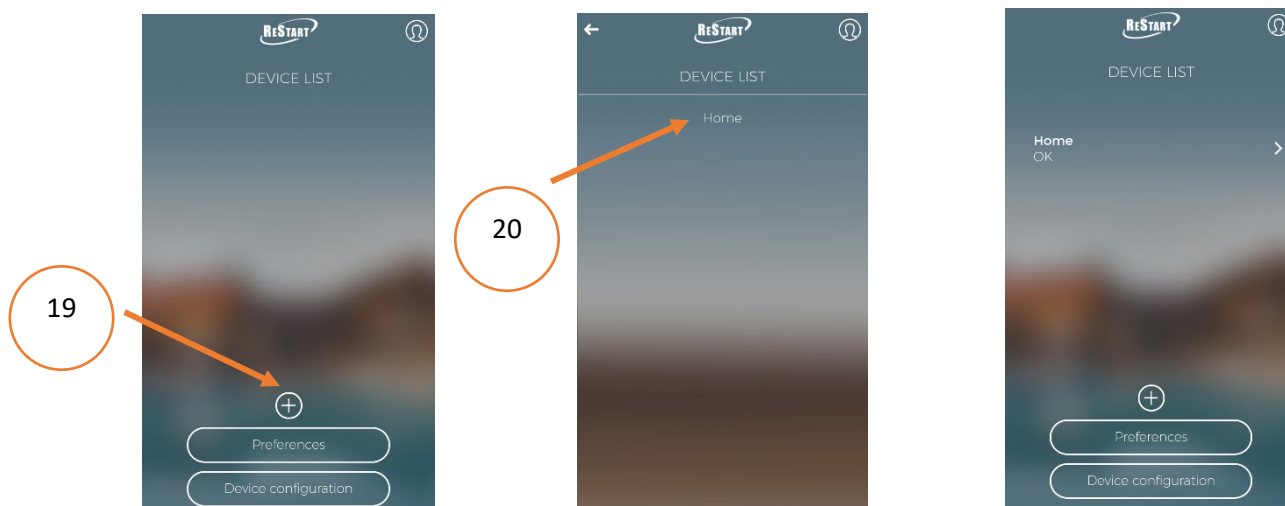 RESTART
DEVICE LIST
19
Preferences
Device configuration
RESTART
DEVICE LIST
Home
20
RESTART
DEVICE LIST
Home
OK
Preferences
Device configuration